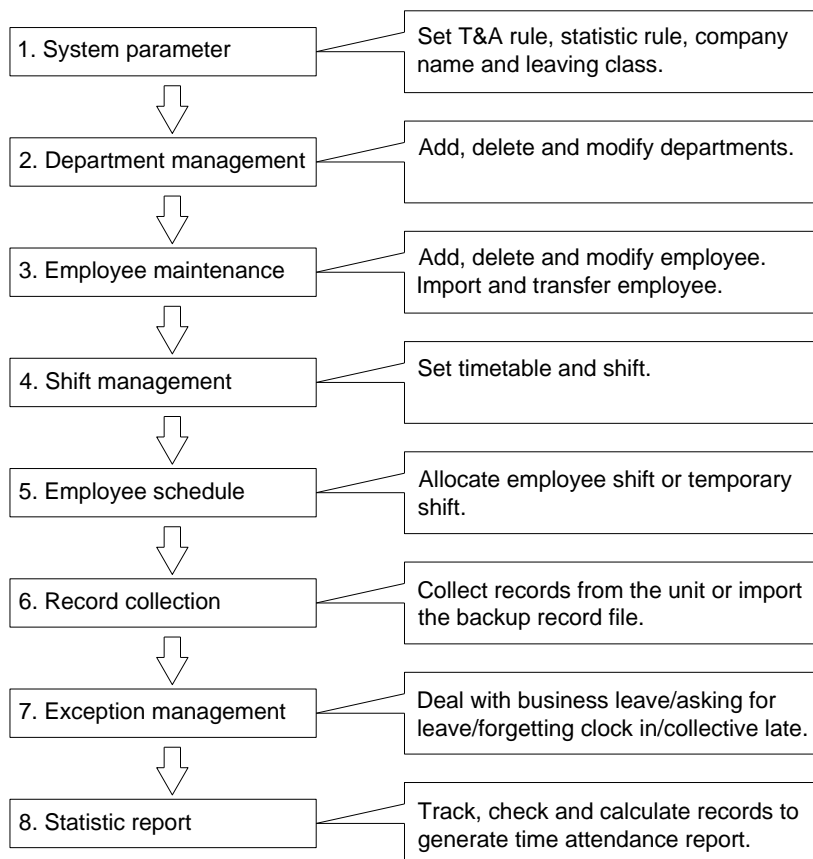 1. System parameter
Set T&A rule, statistic rule, company
name and leaving class.
2. Department management
Add, delete and modify departments.
3. Employee maintenance
Add, delete and modify employee.
Import and transfer employee.
4. Shift management
Set timetable and shift.
5. Employee schedule
Allocate employee shift or temporary
shift.
6. Record collection
Collect records from the unit or import
the backup record file.
7. Exception management
Deal with business leave/asking for
leave/forgetting clock in/collective late.
8. Statistic report
Track, check and calculate records to
generate time attendance report.